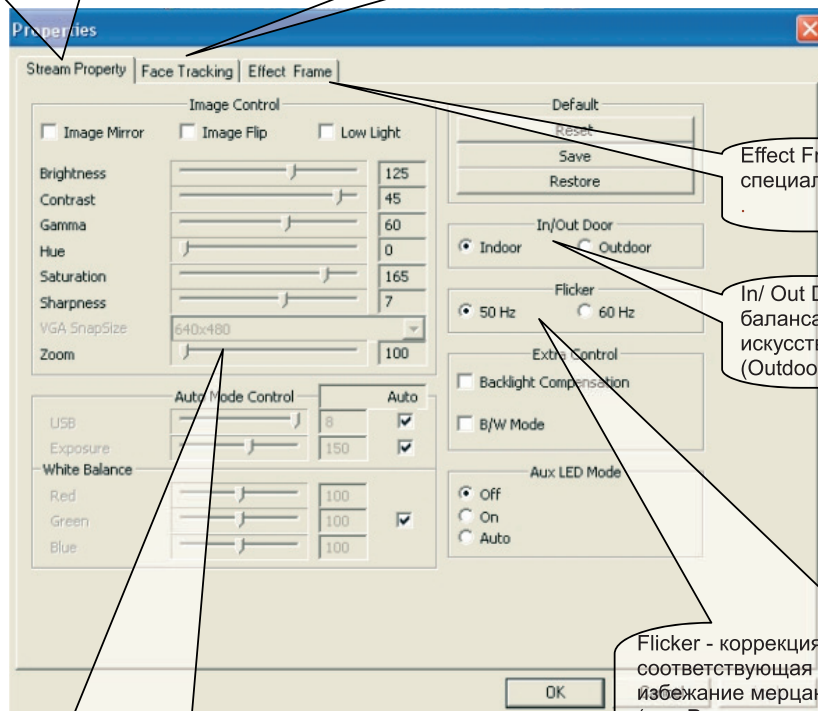 Properties
Stream Property Face Tracking Effect Frame
Image Control
Image Mirror Image Flip Low Light
Brightness 125
Contrast 45
Gamma 60
Hue 0
Saturation 165
Sharpness 7
VGA SnapSize 640x480
Zoom 100
Auto Mode Control Auto
USB 8
Exposure 150
White Balance
Red 100
Green 100
Blue 100
Default
Reset
Save
Restore
In/Out Door
Indoor Outdoor
Flicker
50 Hz 60 Hz
Extra Control
Backlight Compensation
B/W Mode
Aux LED Mode
Off
On
Auto
OK
Effect Fr
специал
.
In/ Out D
баланса
искусств
(Outdoo
Flicker - коррекция
соответствующая
избежание мерцан